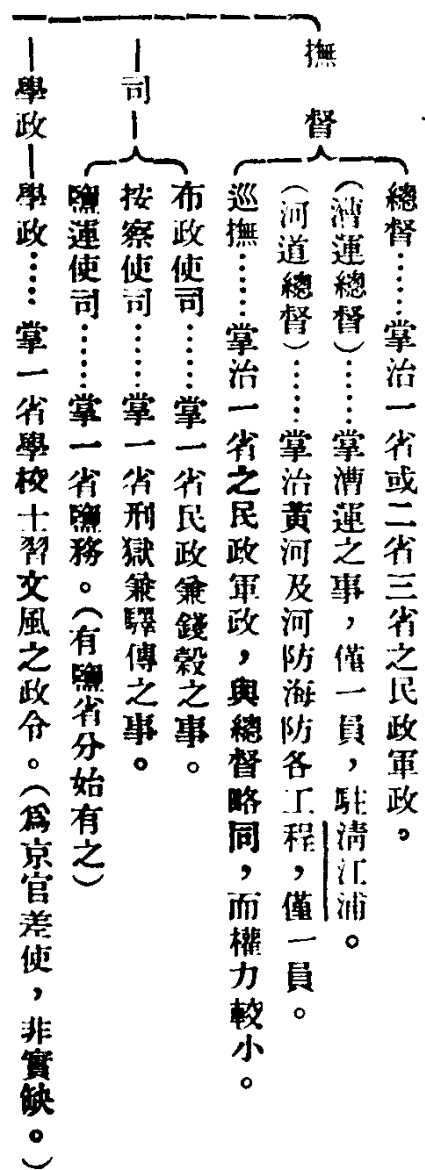 督撫
總督……掌治一省或二省三省之民政軍政。
(漕運總督)……掌漕運之事,僅一員,駐淸江浦。
(河道總督)……掌治黃河及河防海防各工程,僅一員。
巡撫……掌治一省之民政軍政,與總督略同,而權力較小。
司
布政使司……掌一省民政兼錢穀之事。
按察使司……掌一省刑獄兼驛傳之事。
鹽運使司……掌一省鹽務。(有鹽省分始有之)
學政
學政……掌一省學校士習文風之政令。(爲京官差使,非實缺。)